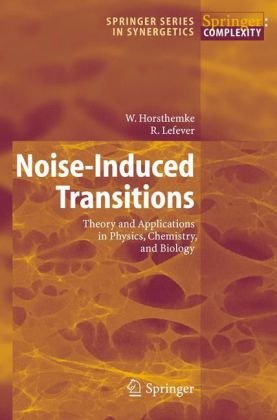 SPRINGER SERIES
IN SYNERGETICS
Springer:
COMPLEXITY
W. Horsthemke
R. Lefever
Noise-Induced
Transitions
Theory and Applications
in Physics, Chemistry,
and Biology
Springer